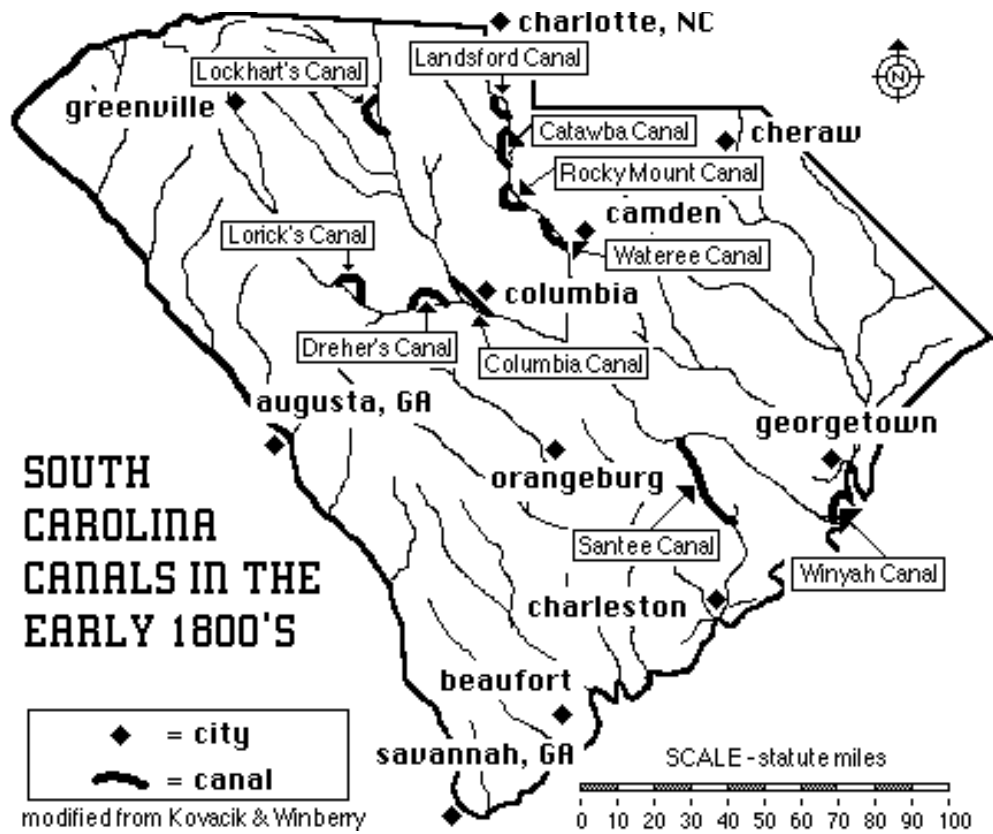 charlotte, NC
Landsford Canal
Lockhart's Canal
N
greenville
Catawba Canal
cheraw
Rocky Mount Canal
camden
Lorick's Canal
Wateree Canal
columbia
Dreher's Canal
Columbia Canal
augusta, GA
georgetown
orangeburg
Santee Canal
Winyah Canal
charleston
beaufort
savannah, GA
SOUTH
CAROLINA
CANALS IN THE
EARLY 1800'S
= city
= canal
modified from Kovacik & Winberry
SCALE - statute miles
0 10 20 30 40 50 60 70 80 100